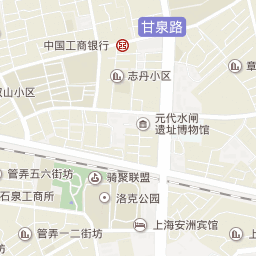 甘泉路
中国工商银行
志丹小区
章
叙山小区
元代水闸
遗址博物馆
骑聚联盟
管弄五六街坊
石泉工商所
洛克公园
上海安洲宾馆
管弄一二街坊